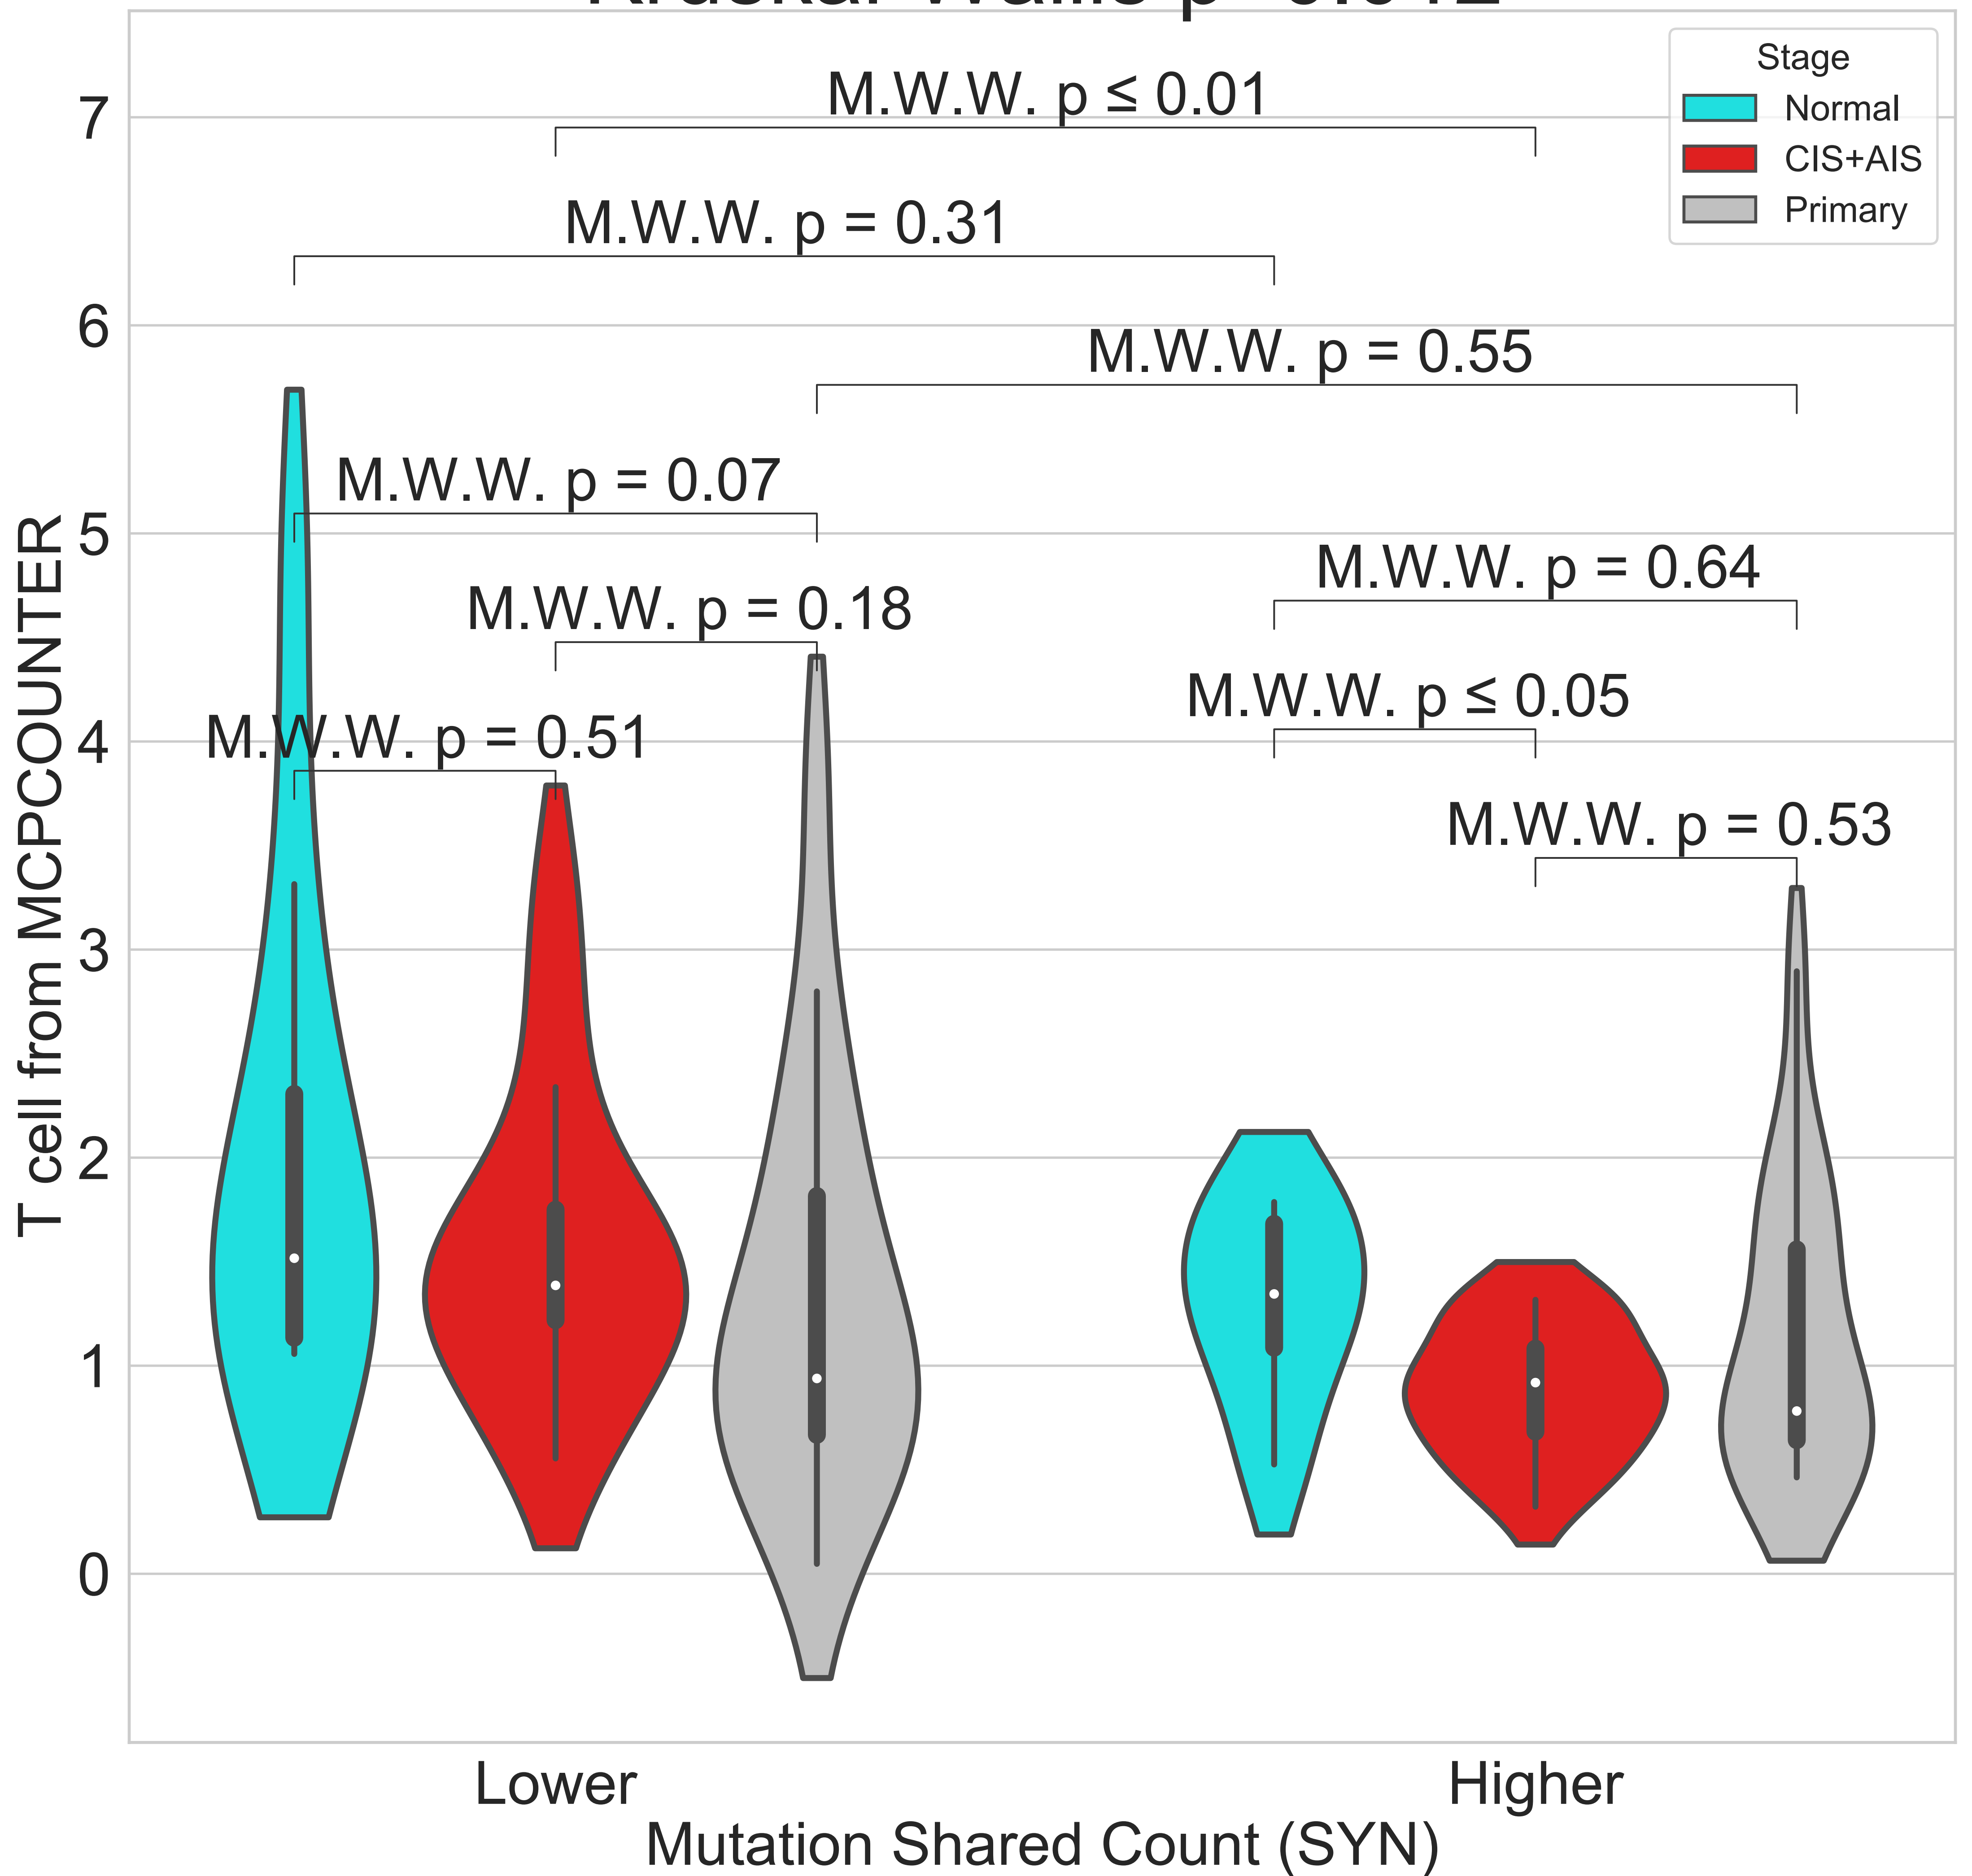 Stage
Normal
CIS+AIS
Primary
M.W.W. p ≤ 0.01
M.W.W. p = 0.31
M.W.W. p = 0.55
M.W.W. p = 0.07
M.W.W. p = 0.64
M.W.W. p = 0.18
M.W.W. p ≤ 0.05
M.W.W. p = 0.51
M.W.W. p = 0.53
7
6
5
4
3
2
1
0
T cell from MCPCOUNTER
Lower
Higher
Mutation Shared Count (SYN)